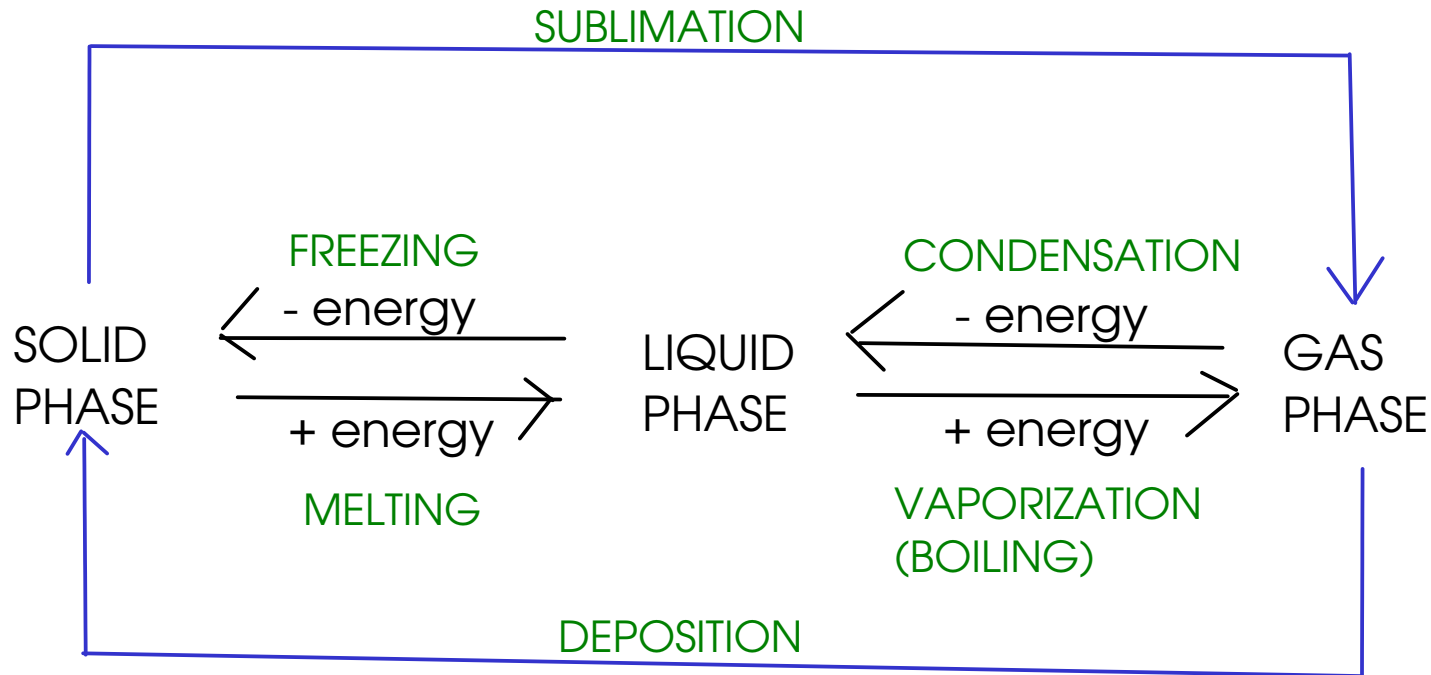 SUBLIMATION
FREEZING
- energy
CONDENSATION
- energy
SOLID
PHASE
LIQUID
PHASE
GAS
PHASE
+ energy
MELTING
+ energy
VAPORIZATION
(BOILING)
DEPOSITION